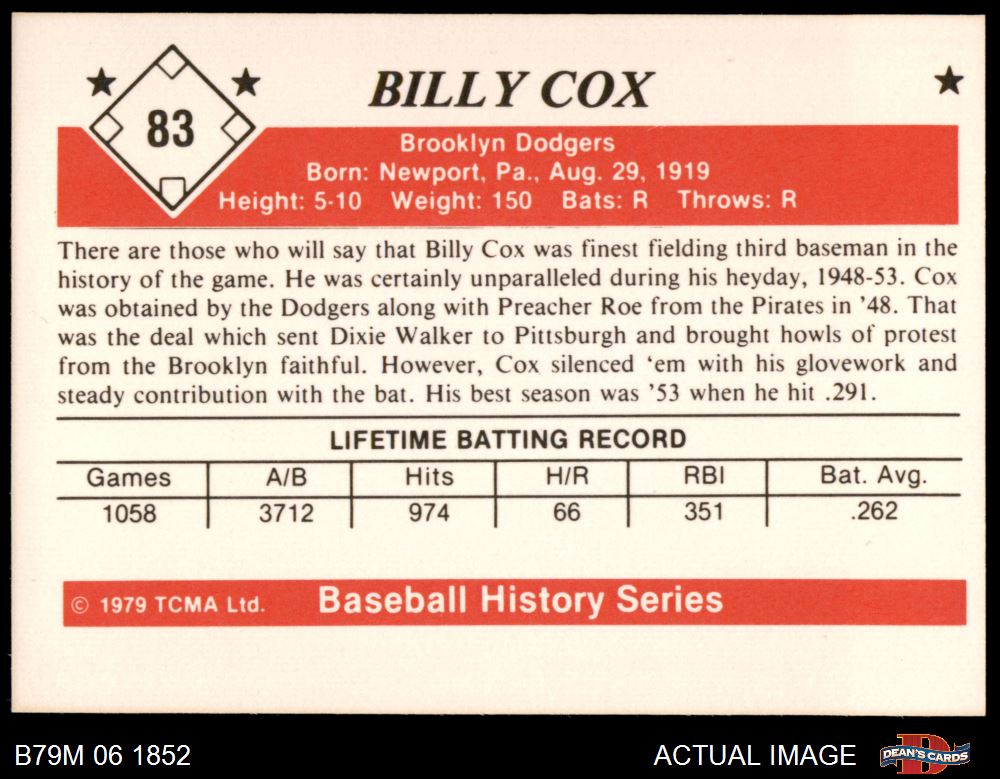 83
BILLY COX
Brooklyn Dodgers
Born: Newport, Pa., Aug. 29, 1919
Height: 5-10 Weight: 150 Bats: R Throws: R
There are those who will say that Billy Cox was finest fielding third baseman in the
history of the game. He was certainly unparalleled during his heyday, 1948-53. Cox
was obtained by the Dodgers along with Preacher Roe from the Pirates in '48. That
was the deal which sent Dixie Walker to Pittsburgh and brought howls of protest
from the Brooklyn faithful. However, Cox silenced 'em with his glovework and
steady contribution with the bat. His best season was '53 when he hit .291.
LIFETIME BATTING RECORD
Games A/B Hits H/R RBI Bat. Avg.
1058 3712 974 66 351 .262
© 1979 TCMA Ltd. Baseball History Series
B79M 06 1852 ACTUAL IMAGE DEAN'S CARDS